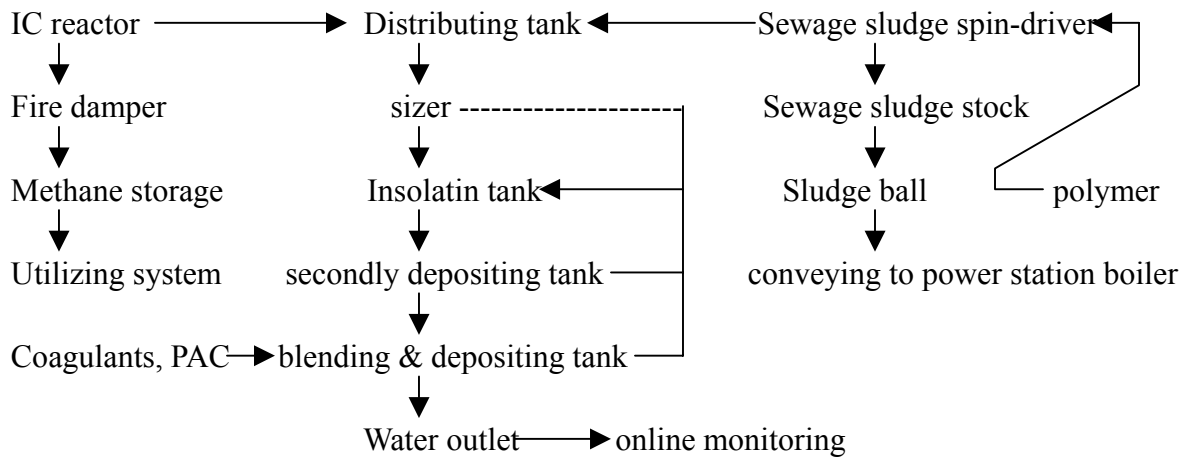 IC reactor Distributing tank Sewage sludge spin-driver
Fire damper sizer Sewage sludge stock
Methane storage Insolatin tank Sludge ball polymer
Utilizing system secondly depositing tank conveying to power station boiler
Coagulants, PAC blending & depositing tank
Water outlet online monitoring